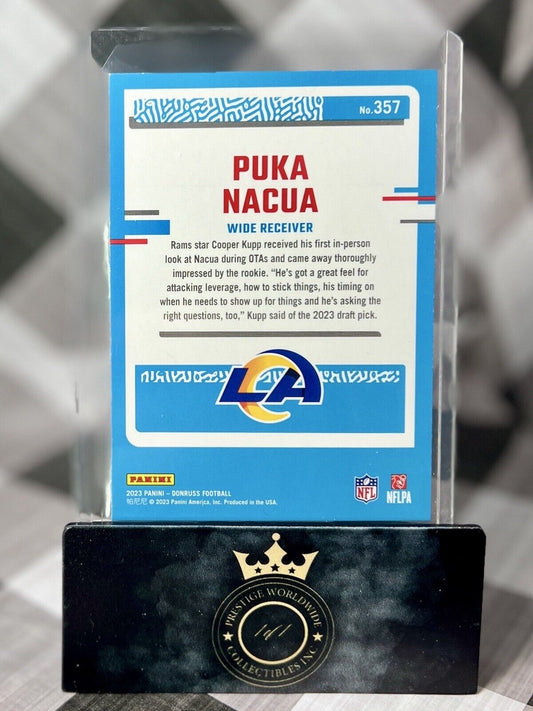 No. 357
PUKA
NACUA
WIDE RECEIVER
Rams star Cooper Kupp received his first in-person
look at Nacua during OTAs and came away thoroughly
impressed by the rookie. “He’s got a great feel for
attacking leverage, how to stick things, his timing on
when he needs to show up for things and he’s asking the
right questions, too,” Kupp said of the 2023 draft pick.
LA
PANINI
2023 PANINI – DONRUSS FOOTBALL
帕尼尼 © 2023 Panini America, Inc. Produced in the USA.
NFL
NFLPA
PRESTIGE WORLDWIDE
1 of 1
COLLECTIBLES INC